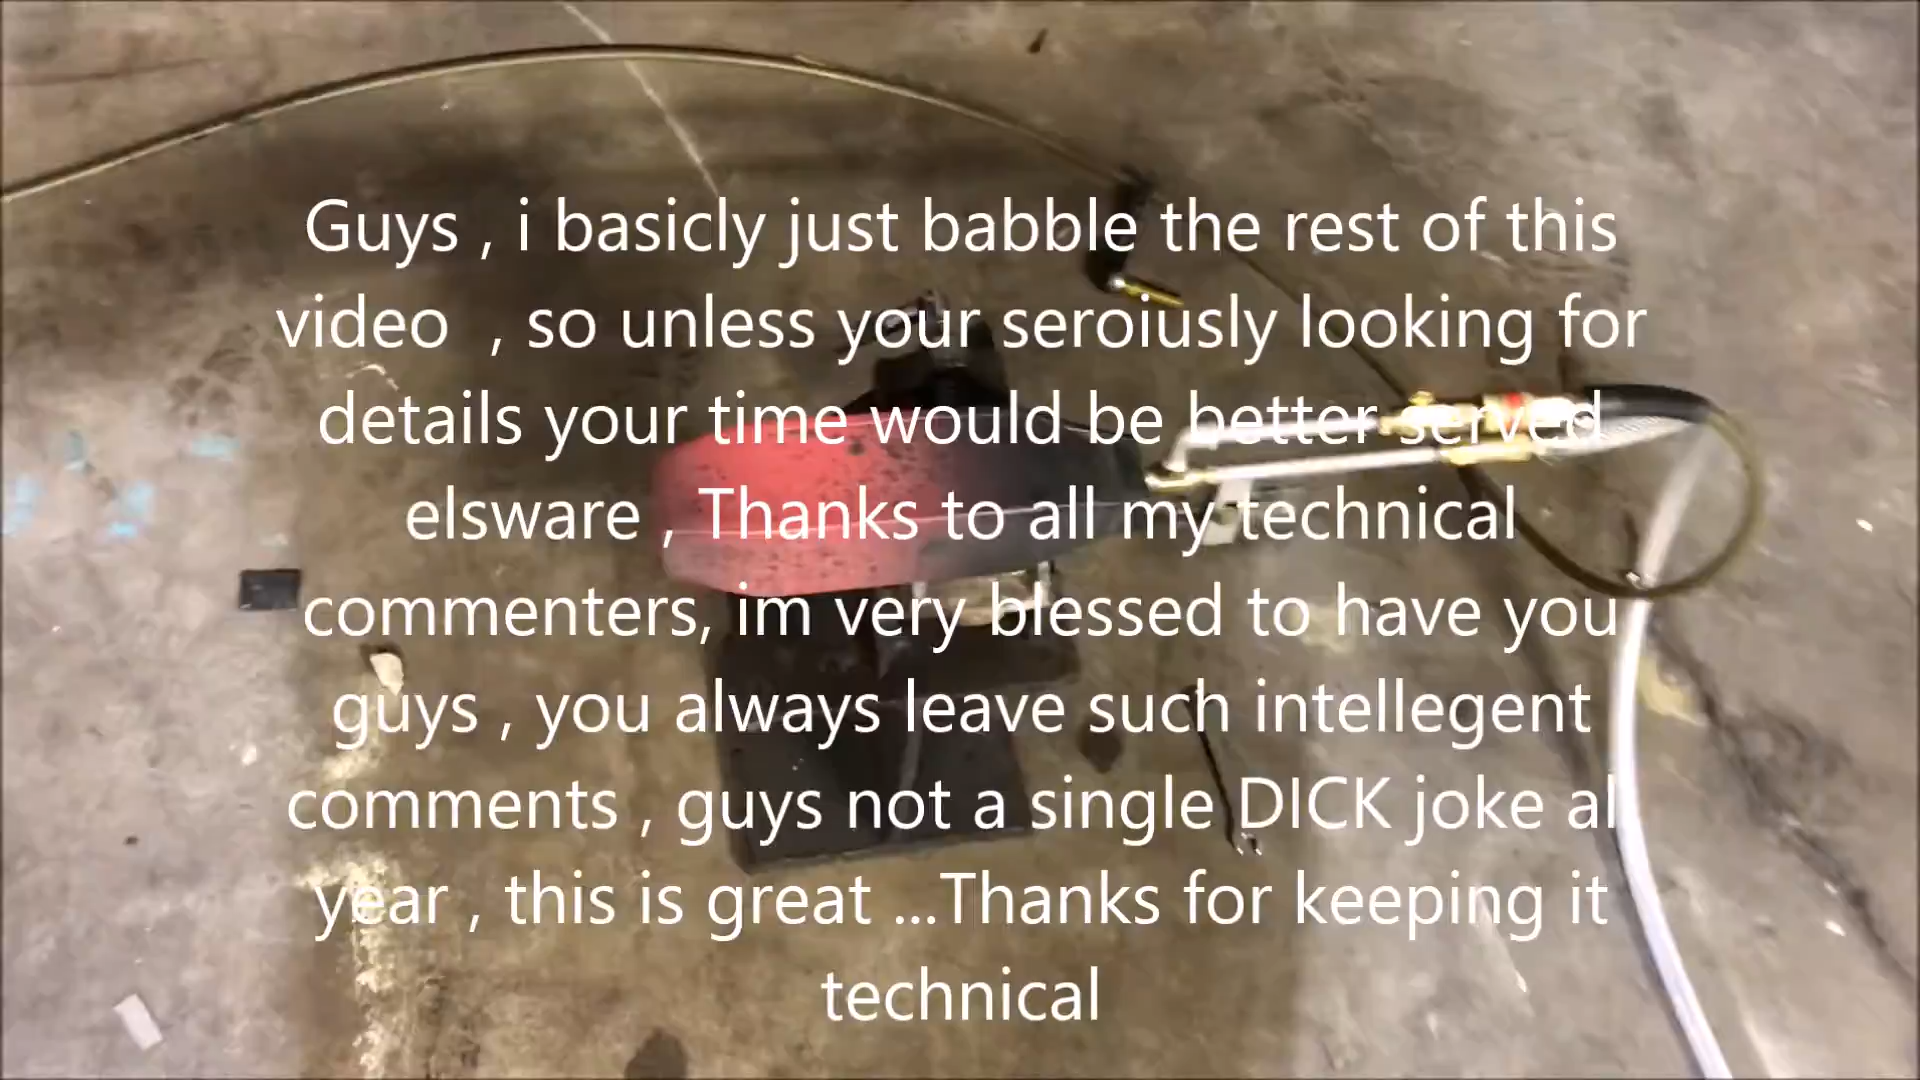 Guys , i basicly just babble the rest of this
video , so unless your seroiusly looking for
details your time would be better served
elsware , Thanks to all my technical
commenters, im very blessed to have you
guys , you always leave such intellegent
comments , guys not a single DICK joke al
year , this is great ...Thanks for keeping it
technical